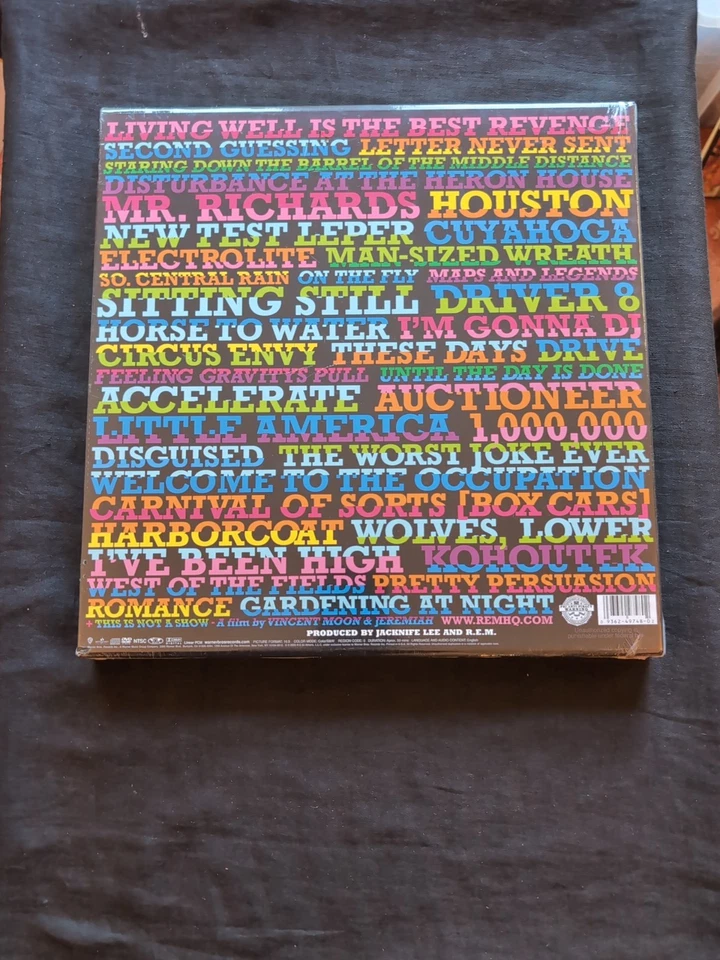 LIVING WELL IS THE BEST REVENGE
SECOND GUESSING LETTER NEVER SENT
STARING DOWN THE BARREL OF THE MIDDLE DISTANCE
DISTURBANCE AT THE HERON HOUSE
MR. RICHARDS HOUSTON
NEW TEST LEPER CUYAHOGA
ELECTROLITE MAN-SIZED WREATH
SO. CENTRAL RAIN ON THE FLY MAPS AND LEGENDS
SITTING STILL DRIVER 8
HORSE TO WATER I'M GONNA DJ
CIRCUS ENVY THESE DAYS DRIVE
FEELING GRAVITYS PULL UNTIL THE DAY IS DONE
ACCELERATE AUCTIONEER
LITTLE AMERICA 1,000,000
DISGUISED THE WORST JOKE EVER
WELCOME TO THE OCCUPATION
CARNIVAL OF SORTS [BOX CARS]
HARBORCOAT WOLVES, LOWER
I'VE BEEN HIGH KOHOUTEK
WEST OF THE FIELDS PRETTY PERSUASION
ROMANCE GARDENING AT NIGHT
+ THIS IS NOT A SHOW - A film by VINCENT MOON & JEREMIAH WWW.REMHQ.COM
PRODUCED BY JACKNIFE LEE AND R.E.M.
DVD NTSC